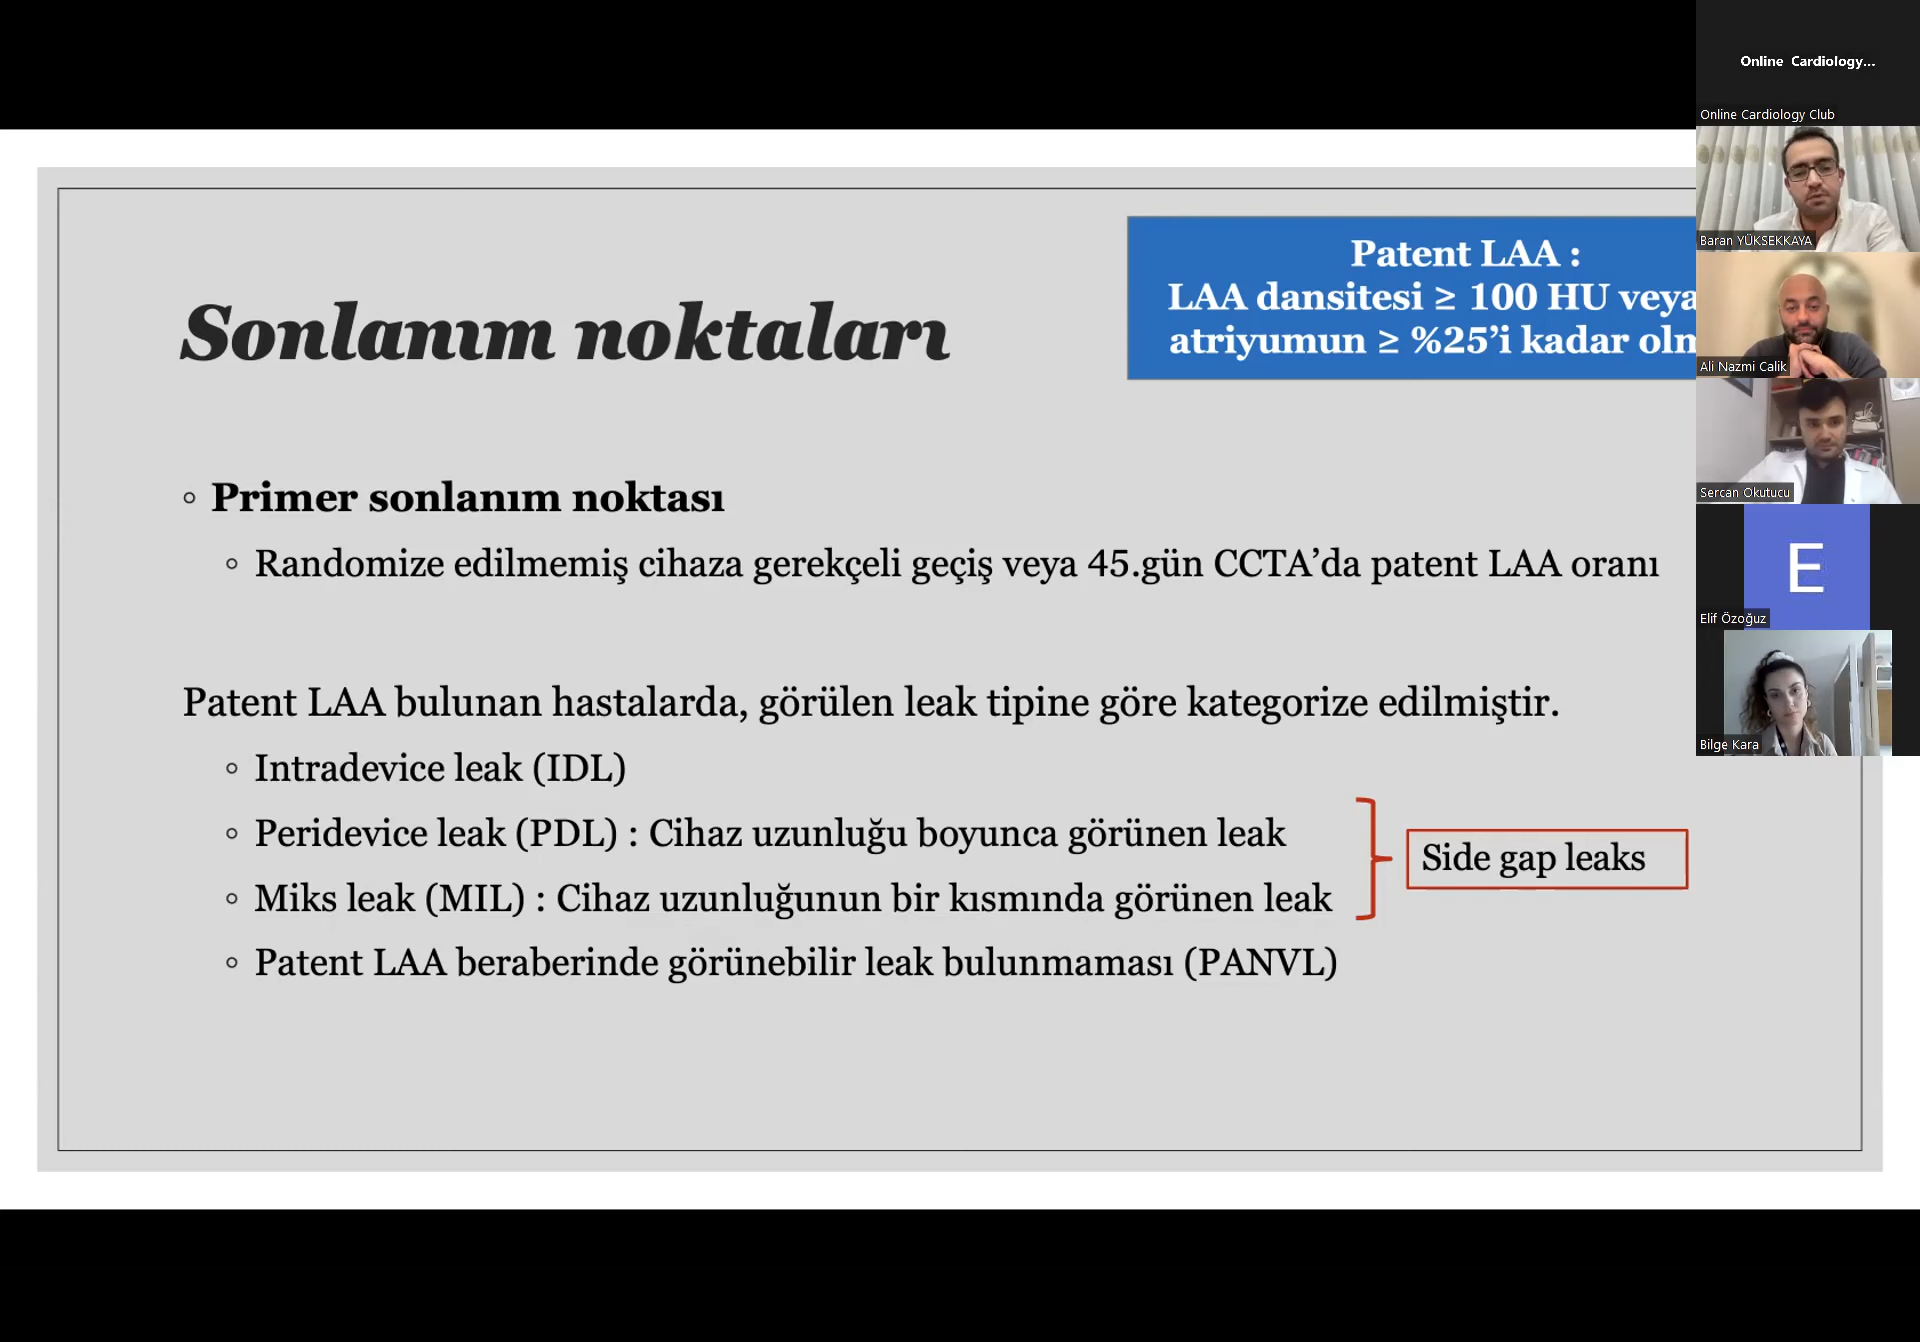 Online Cardiology...
Online Cardiology Club
Baran YÜKSEKKAYA
Ali Nazmi Calik
Sercan Okutucu
E
Elif Özoğuz
Bilge Kara
Patent LAA :
LAA dansitesi ≥ 100 HU veya
atriyumun ≥ %25’i kadar
Sonlanım noktaları
◦ Primer sonlanım noktası
◦ Randomize edilmemiş cihaza gerekçeli geçiş veya 45.gün CCTA’da patent LAA oranı
Patent LAA bulunan hastalarda, görülen leak tipine göre kategorize edilmiştir.
◦ Intradevice leak (IDL)
◦ Peridevice leak (PDL) : Cihaz uzunluğu boyunca görünen leak
◦ Miks leak (MIL) : Cihaz uzunluğunun bir kısmında görünen leak
Side gap leaks
◦ Patent LAA beraberinde görünebilir leak bulunmaması (PANVL)